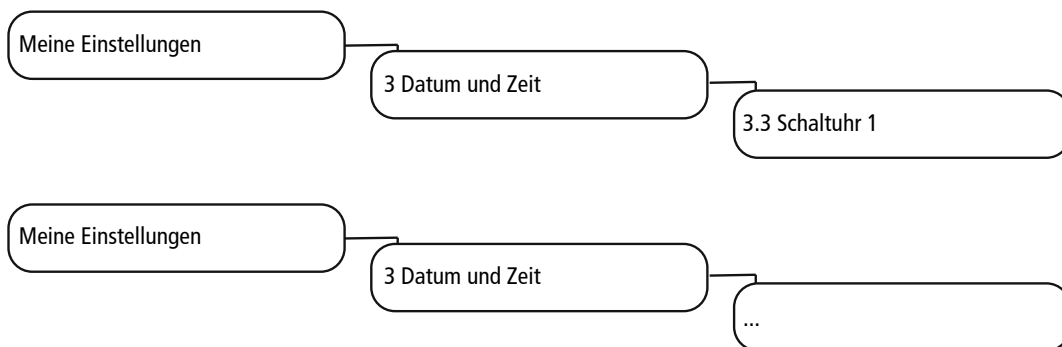 Meine Einstellungen
3 Datum und Zeit
3.3 Schaltuhr 1
Meine Einstellungen
3 Datum und Zeit
...